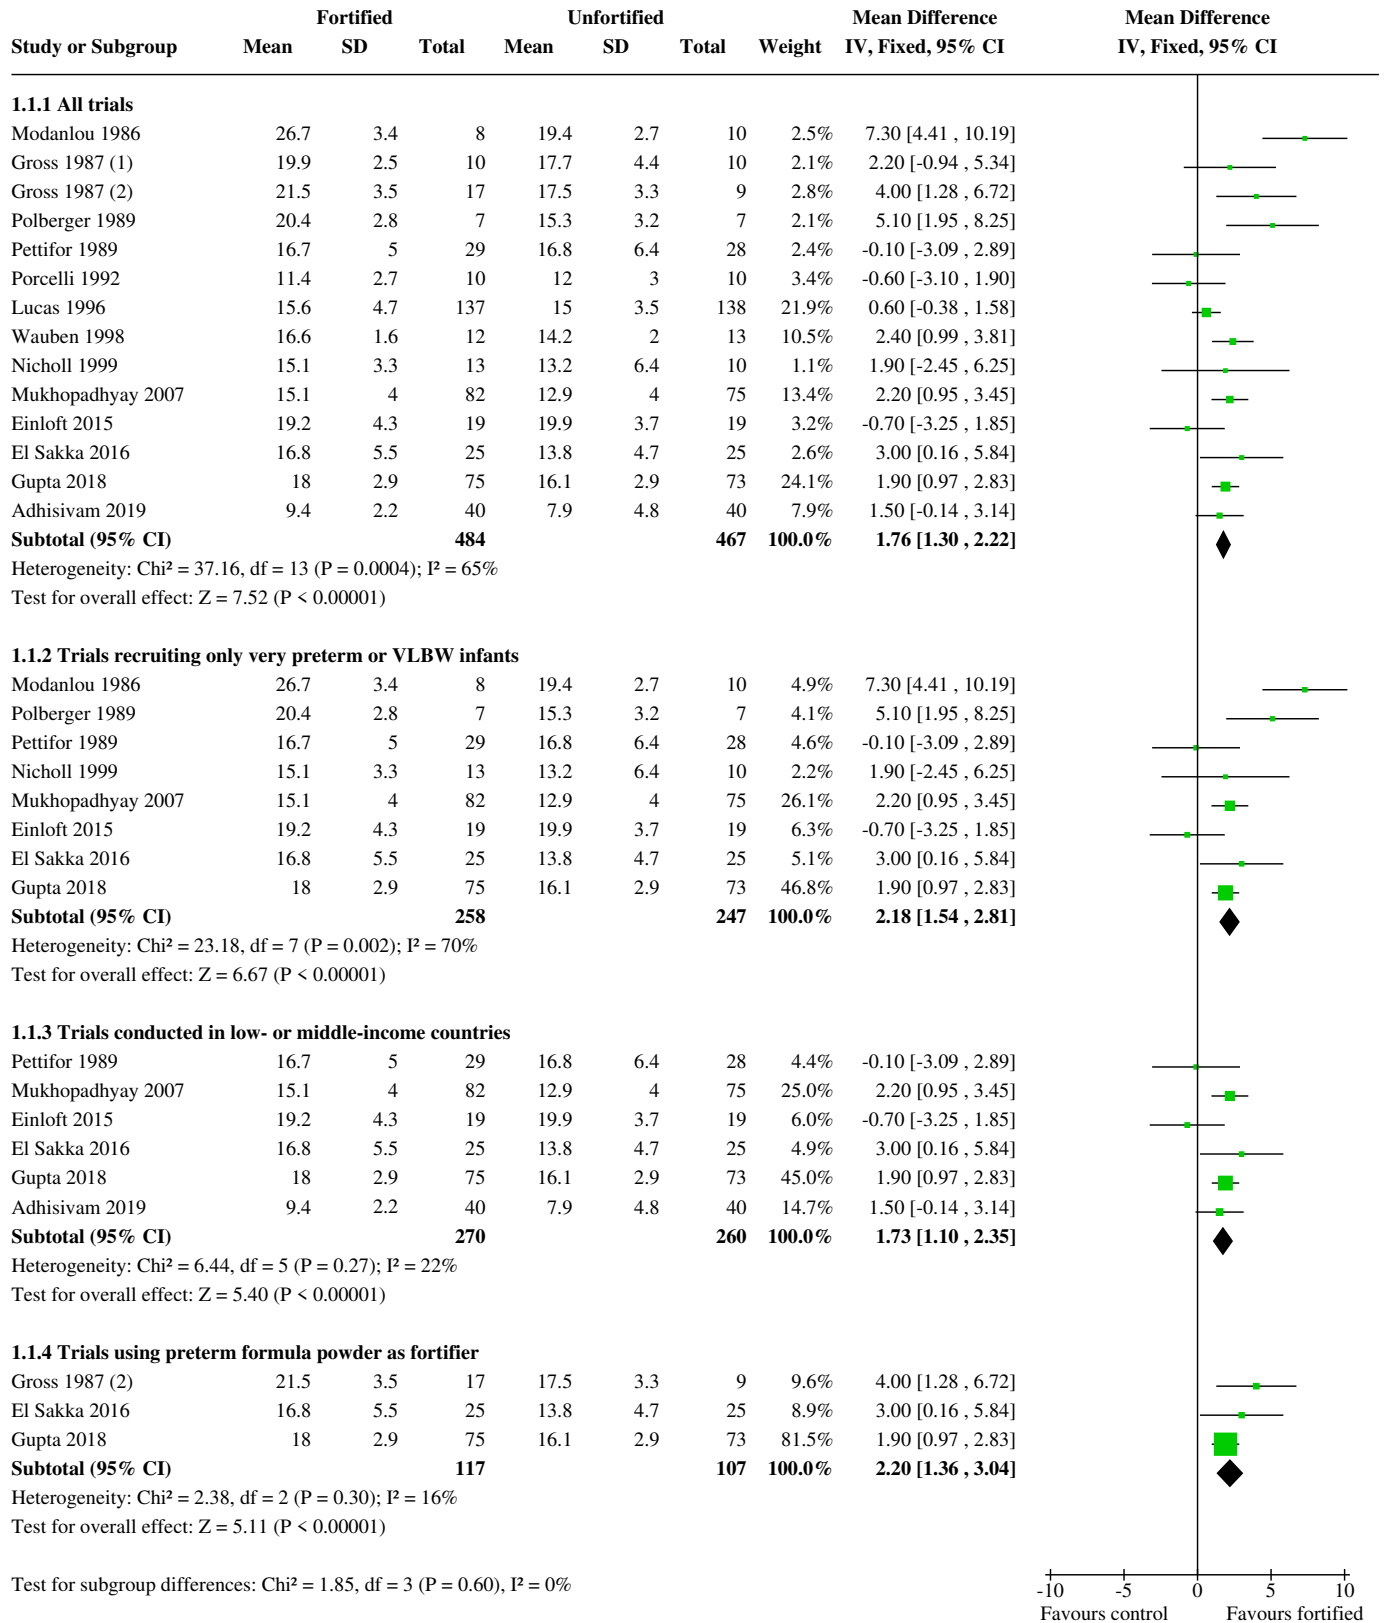 Fortified Unfortified Mean Difference Mean Difference
Study or Subgroup Mean SD Total Mean SD Total Weight IV, Fixed, 95% CI IV, Fixed, 95% CI
1.1.1 All trials
Modanlou 1986 26.7 3.4 8 19.4 2.7 10 2.5% 7.30 [4.41 , 10.19]
Gross 1987 (1) 19.9 2.5 10 17.7 4.4 10 2.1% 2.20 [-0.94 , 5.34]
Gross 1987 (2) 21.5 3.5 17 17.5 3.3 9 2.8% 4.00 [1.28 , 6.72]
Polberger 1989 20.4 2.8 7 15.3 3.2 7 2.1% 5.10 [1.95 , 8.25]
Pettifor 1989 16.7 5 29 16.8 6.4 28 2.4% -0.10 [-3.09 , 2.89]
Porcelli 1992 11.4 2.7 10 12 3 10 3.4% -0.60 [-3.10 , 1.90]
Lucas 1996 15.6 4.7 137 15 3.5 138 21.9% 0.60 [-0.38 , 1.58]
Wauben 1998 16.6 1.6 12 14.2 2 13 10.5% 2.40 [0.99 , 3.81]
Nicholl 1999 15.1 3.3 13 13.2 6.4 10 1.1% 1.90 [-2.45 , 6.25]
Mukhopadhyay 2007 15.1 4 82 12.9 4 75 13.4% 2.20 [0.95 , 3.45]
Einloft 2015 19.2 4.3 19 19.9 3.7 19 3.2% -0.70 [-3.25 , 1.85]
El Sakka 2016 16.8 5.5 25 13.8 4.7 25 2.6% 3.00 [0.16 , 5.84]
Gupta 2018 18 2.9 75 16.1 2.9 73 24.1% 1.90 [0.97 , 2.83]
Adhisivam 2019 9.4 2.2 40 7.9 4.8 40 7.9% 1.50 [-0.14 , 3.14]
Subtotal (95% CI) 484 467 100.0% 1.76 [1.30 , 2.22]
Heterogeneity: Chi² = 37.16, df = 13 (P = 0.0004); I² = 65%
Test for overall effect: Z = 7.52 (P < 0.00001)
1.1.2 Trials recruiting only very preterm or VLBW infants
Modanlou 1986 26.7 3.4 8 19.4 2.7 10 4.9% 7.30 [4.41 , 10.19]
Polberger 1989 20.4 2.8 7 15.3 3.2 7 4.1% 5.10 [1.95 , 8.25]
Pettifor 1989 16.7 5 29 16.8 6.4 28 4.6% -0.10 [-3.09 , 2.89]
Nicholl 1999 15.1 3.3 13 13.2 6.4 10 2.2% 1.90 [-2.45 , 6.25]
Mukhopadhyay 2007 15.1 4 82 12.9 4 75 26.1% 2.20 [0.95 , 3.45]
Einloft 2015 19.2 4.3 19 19.9 3.7 19 6.3% -0.70 [-3.25 , 1.85]
El Sakka 2016 16.8 5.5 25 13.8 4.7 25 5.1% 3.00 [0.16 , 5.84]
Gupta 2018 18 2.9 75 16.1 2.9 73 46.8% 1.90 [0.97 , 2.83]
Subtotal (95% CI) 258 247 100.0% 2.18 [1.54 , 2.81]
Heterogeneity: Chi² = 23.18, df = 7 (P = 0.002); I² = 70%
Test for overall effect: Z = 6.67 (P < 0.00001)
1.1.3 Trials conducted in low- or middle-income countries
Pettifor 1989 16.7 5 29 16.8 6.4 28 4.4% -0.10 [-3.09 , 2.89]
Mukhopadhyay 2007 15.1 4 82 12.9 4 75 25.0% 2.20 [0.95 , 3.45]
Einloft 2015 19.2 4.3 19 19.9 3.7 19 6.0% -0.70 [-3.25 , 1.85]
El Sakka 2016 16.8 5.5 25 13.8 4.7 25 4.9% 3.00 [0.16 , 5.84]
Gupta 2018 18 2.9 75 16.1 2.9 73 45.0% 1.90 [0.97 , 2.83]
Adhisivam 2019 9.4 2.2 40 7.9 4.8 40 14.7% 1.50 [-0.14 , 3.14]
Subtotal (95% CI) 270 260 100.0% 1.73 [1.10 , 2.35]
Heterogeneity: Chi² = 6.44, df = 5 (P = 0.27); I² = 22%
Test for overall effect: Z = 5.40 (P < 0.00001)
1.1.4 Trials using preterm formula powder as fortifier
Gross 1987 (2) 21.5 3.5 17 17.5 3.3 9 9.6% 4.00 [1.28 , 6.72]
El Sakka 2016 16.8 5.5 25 13.8 4.7 25 8.9% 3.00 [0.16 , 5.84]
Gupta 2018 18 2.9 75 16.1 2.9 73 81.5% 1.90 [0.97 , 2.83]
Subtotal (95% CI) 117 107 100.0% 2.20 [1.36 , 3.04]
Heterogeneity: Chi² = 2.38, df = 2 (P = 0.30); I² = 16%
Test for overall effect: Z = 5.11 (P < 0.00001)
Test for subgroup differences: Chi² = 1.85, df = 3 (P = 0.60), I² = 0%
-10 -5 0 5 10
Favours control Favours fortified